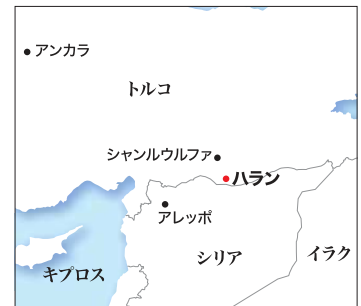 アンカラ
トルコ
シャンルウルファ
ハラン
アレッポ
シリア
イラク
キプロス